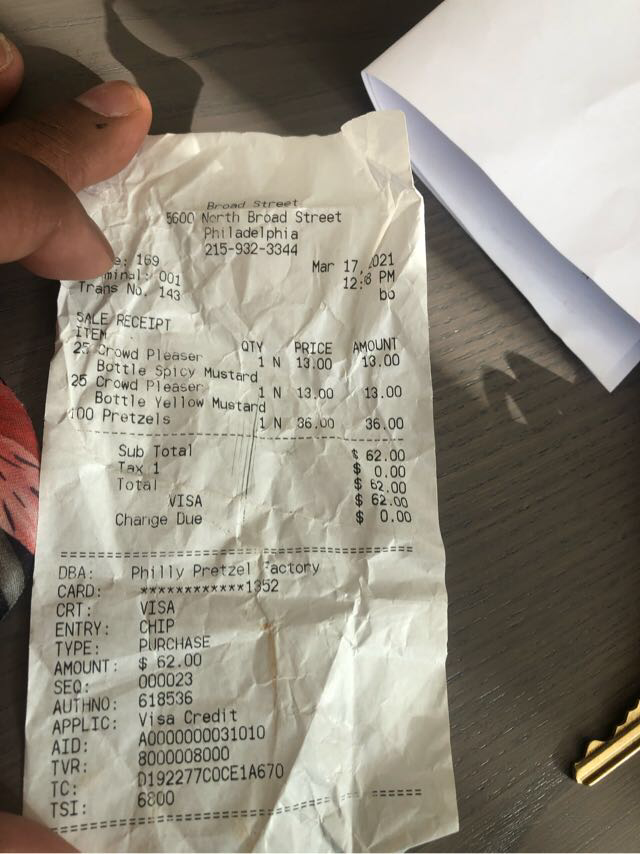 Broad Street
5600 North Broad Street
Philadelphia
215-932-3344
e: 169 Mar 17, 2021
minal: 001 12: 8 PM
Trans No. 143 bo
SALE RECEIPT
ITEM QTY PRICE AMOUNT
25 Crowd Pleaser 1 N 13.00 13.00
Bottle Spicy Mustard
25 Crowd Pleaser 1 N 13.00 13.00
Bottle Yellow Mustard
100 Pretzels 1 N 36.00 36.00
Sub Total $ 62.00
Tax 1 $ 0.00
Total $ 62.00
VISA $ 62.00
Change Due $ 0.00
DBA: Philly Pretzel Factory
CARD: ************1352
CRT: VISA
ENTRY: CHIP
TYPE: PURCHASE
AMOUNT: $ 62.00
SEQ: 000023
AUTHNO: 618536
APPLIC: Visa Credit
AID: A0000000031010
TVR: 8000008000
TC: D192277C0CE1A670
TSI: 6800